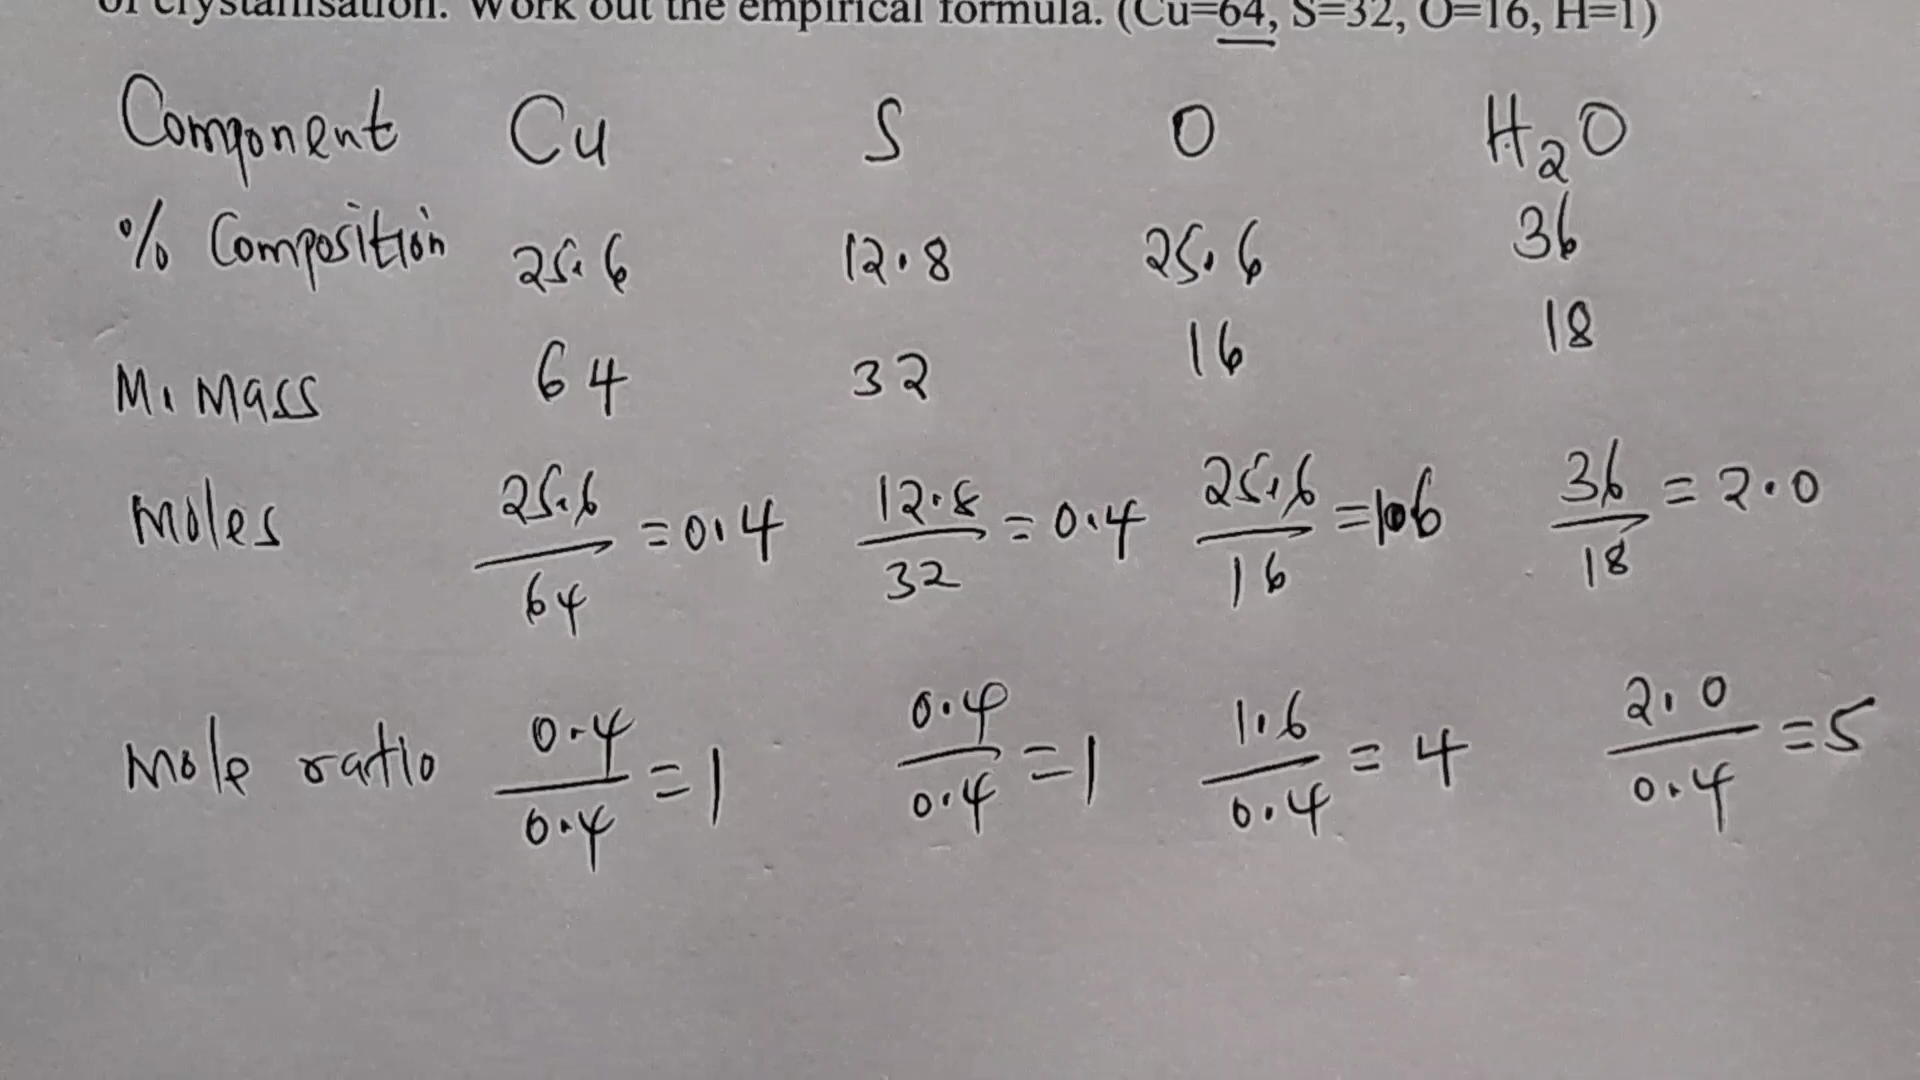 of crystallisation. Work out the empirical formula. (Cu=64, S=32, O=16, H=1)
Component Cu S O H₂O
% Composition 25.6 12.8 25.6 36
M. Mass 64 32 16 18
moles 25.6/64 =0.4 12.8/32 =0.4 25.6/16 =1.6 36/18 =2.0
mole ratio 0.4/0.4 =1 0.4/0.4 =1 1.6/0.4 =4 2.0/0.4 =5